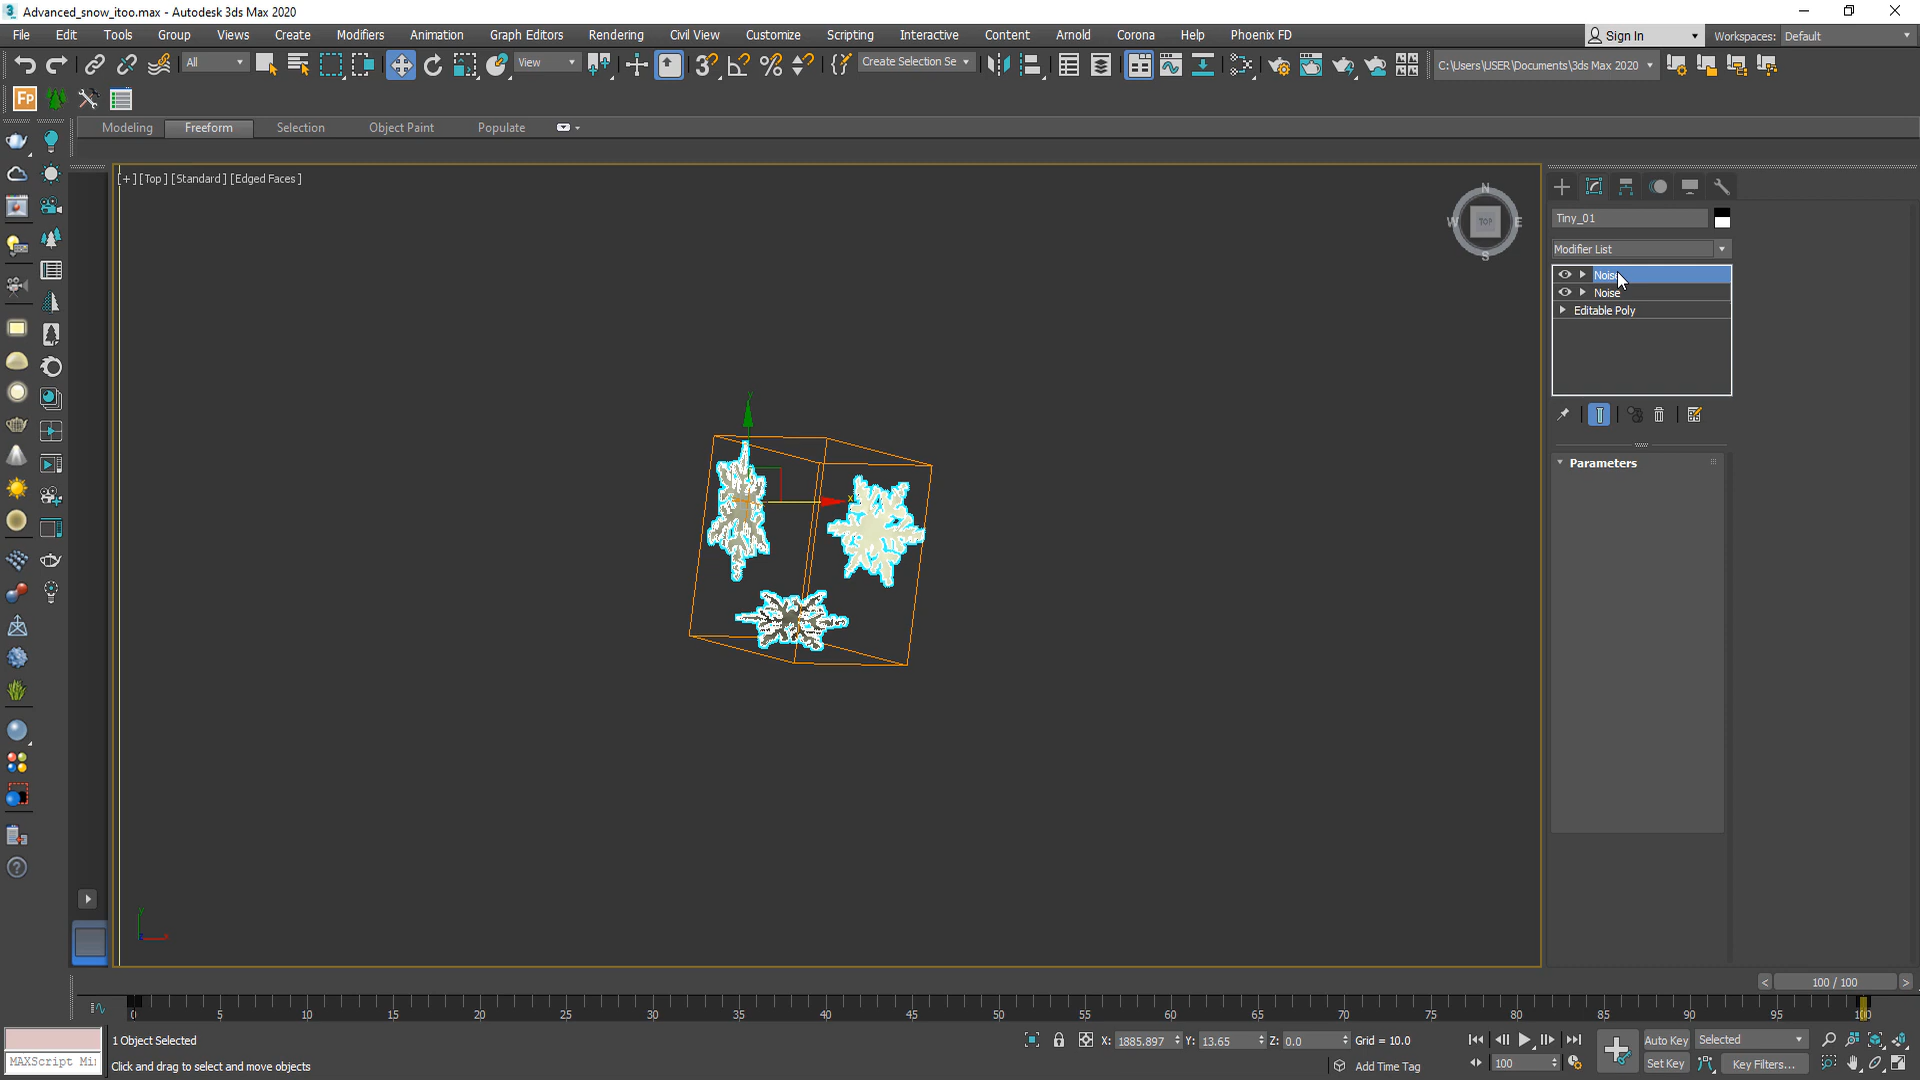 Advanced_snow_itoo.max - Autodesk 3ds Max 2020
File Edit Tools Group Views Create Modifiers Animation Graph Editors Rendering Civil View Customize Scripting Interactive Content Arnold Corona Help Phoenix FD Sign In Workspaces: Default
All View Create Selection Se C:\Users\USER\Documents\3ds Max 2020
FP
Modeling Freeform Selection Object Paint Populate
[+] [Top] [Standard] [Edged Faces]
N
W TOP E
S
Tiny_01
Modifier List
Noise
Noise
Editable Poly
Parameters
y
x
100 / 100
0 5 10 15 20 25 30 35 40 45 50 55 60 65 70 75 80 85 90 95 100
1 Object Selected X: 1885.897 Y: 13.65 Z: 0.0 Grid = 10.0 Auto Key Selected
MAXScript Mi Click and drag to select and move objects Add Time Tag 100 Set Key Key Filters...